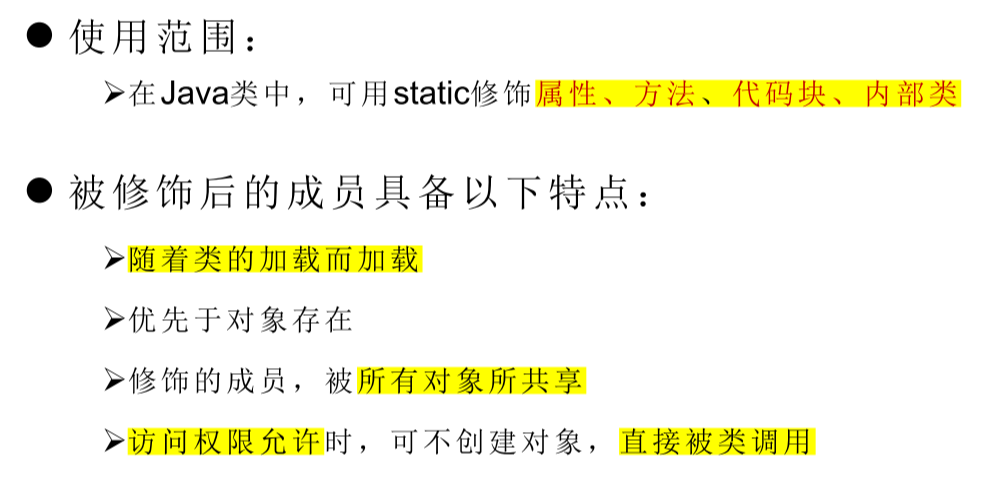 ● 使用范围：
➢在Java类中，可用static修饰属性、方法、代码块、内部类
● 被修饰后的成员具备以下特点：
➢随着类的加载而加载
➢优先于对象存在
➢修饰的成员，被所有对象所共享
➢访问权限允许时，可不创建对象，直接被类调用